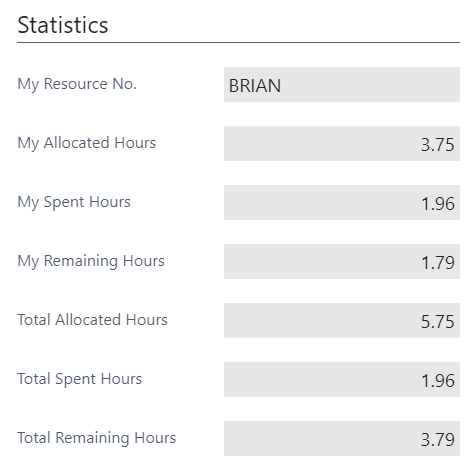 Statistics
My Resource No. BRIAN
My Allocated Hours 3.75
My Spent Hours 1.96
My Remaining Hours 1.79
Total Allocated Hours 5.75
Total Spent Hours 1.96
Total Remaining Hours 3.79